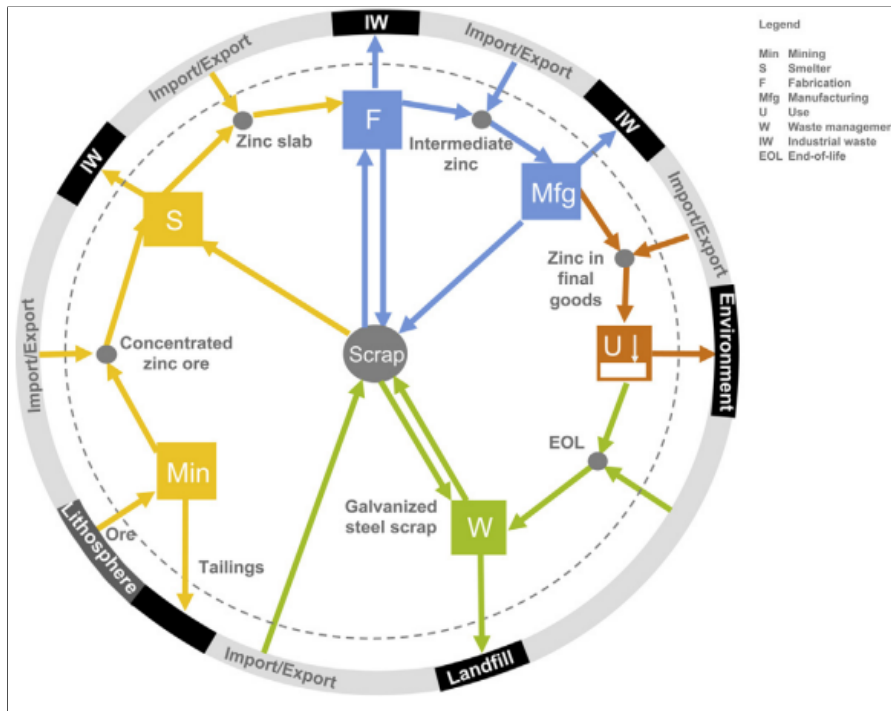 Legend
Min Mining
S Smelter
F Fabrication
Mfg Manufacturing
U Use
W Waste management
IW Industrial waste
EOL End-of-life
IW
Import/Export
Import/Export
F
Zinc slab
Intermediate
zinc
IW
IW
Mfg
S
Import/Export
Zinc in
final
goods
Import/Export
Concentrated
zinc ore
Scrap
U
Environment
EOL
Min
Galvanized
steel scrap
W
Lithosphere
Ore
Tailings
Import/Export
Landfill